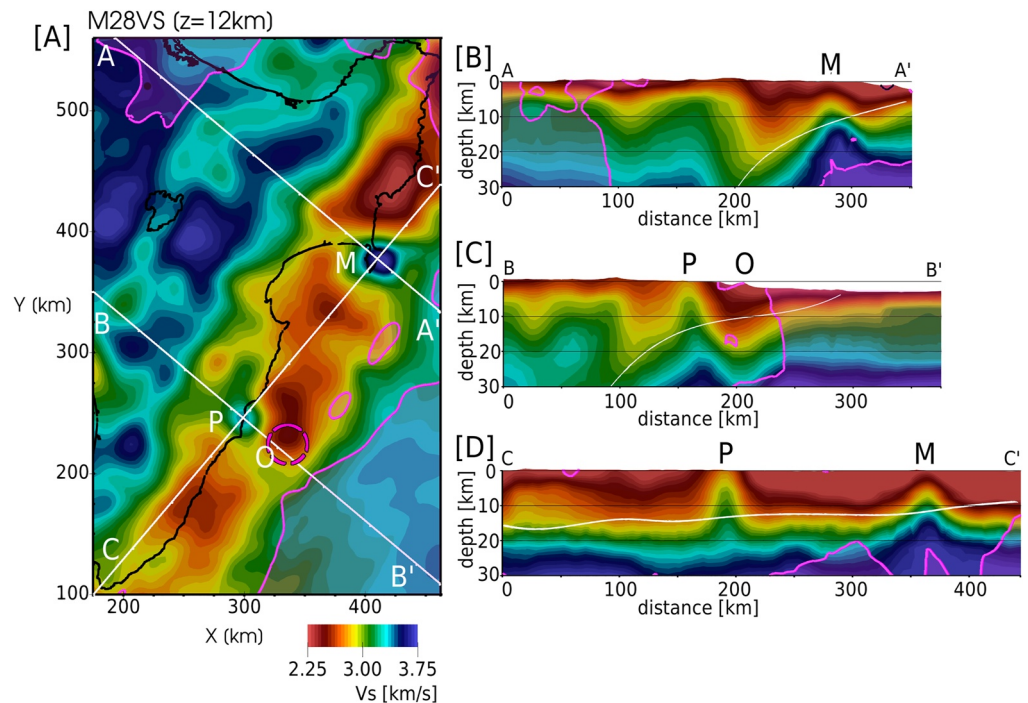 M28VS (z=12km)
[A]
A
500
400
Y (km)
300
200
100
B
C
M
P
O
C'
A'
B'
200
300
400
X (km)
2.25
3.00
3.75
Vs [km/s]
[B]
A
M
A'
depth [km]
0
10
20
30
0
100
200
300
distance [km]
[C]
B
P
O
B'
depth [km]
0
10
20
30
0
100
200
300
distance [km]
[D]
C
P
M
C'
depth [km]
0
10
20
30
0
100
200
300
400
distance [km]